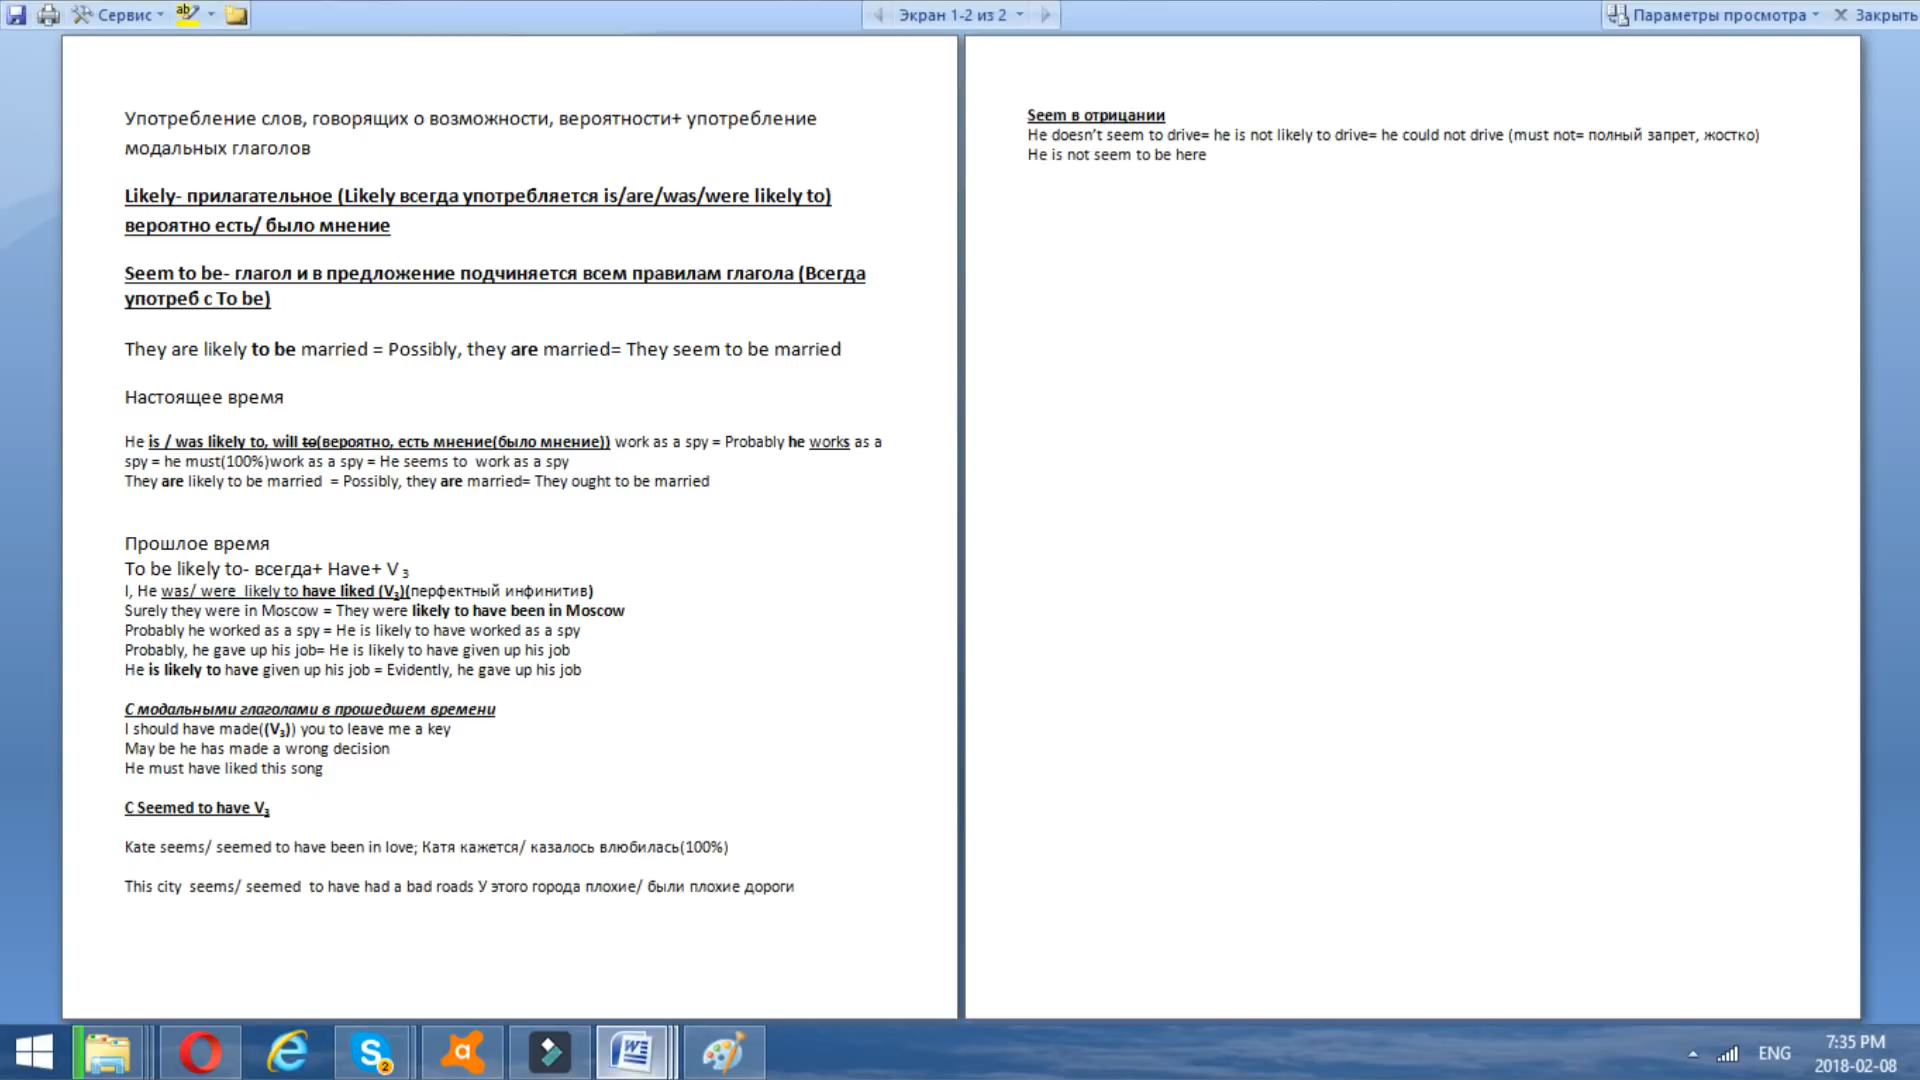 Сервис
Экран 1-2 из 2
Параметры просмотра
Закрыть
Употребление слов, говорящих о возможности, вероятности+ употребление
модальных глаголов
Likely- прилагательное (Likely всегда употребляется is/are/was/were likely to)
вероятно есть/ было мнение
Seem to be- глагол и в предложение подчиняется всем правилам глагола (Всегда
употреб с To be)
They are likely to be married = Possibly, they are married= They seem to be married
Настоящее время
He is / was likely to, will to(вероятно, есть мнение(было мнение)) work as a spy = Probably he works as a
spy = he must(100%)work as a spy = He seems to  work as a spy
They are likely to be married  = Possibly, they are married= They ought to be married
Прошлое время
To be likely to- всегда+ Have+ V 3
I, He was/ were  likely to have liked (V3)(перфектный инфинитив)
Surely they were in Moscow = They were likely to have been in Moscow
Probably he worked as a spy = He is likely to have worked as a spy
Probably, he gave up his job= He is likely to have given up his job
He is likely to have given up his job = Evidently, he gave up his job
С модальными глаголами в прошедшем времени
I should have made((V3)) you to leave me a key
May be he has made a wrong decision
He must have liked this song
С Seemed to have V3
Kate seems/ seemed to have been in love; Катя кажется/ казалось влюбилась(100%)
This city  seems/ seemed  to have had a bad roads У этого города плохие/ были плохие дороги
Seem в отрицании
He doesn't seem to drive= he is not likely to drive= he could not drive (must not= полный запрет, жостко)
He is not seem to be here
2
ENG
7:35 PM
2018-02-08